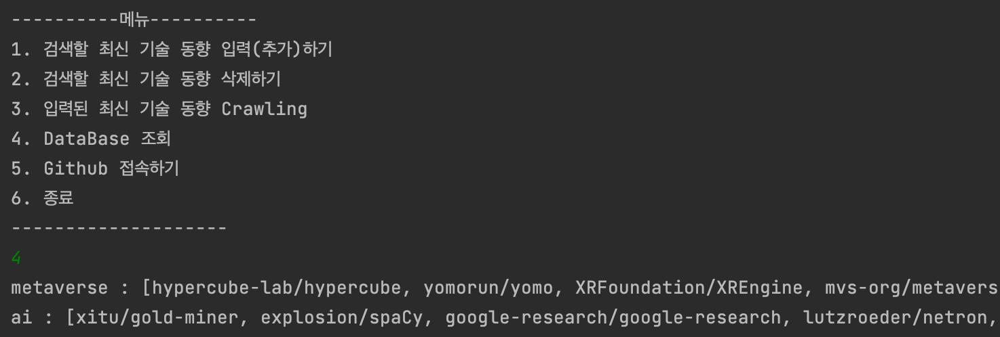 ----------메뉴----------
1. 검색할 최신 기술 동향 입력(추가)하기
2. 검색할 최신 기술 동향 삭제하기
3. 입력된 최신 기술 동향 Crawling
4. DataBase 조회
5. Github 접속하기
6. 종료
--------------------
4
metaverse : [hypercube-lab/hypercube, yomorun/yomo, XRFoundation/XREngine, mvs-org/metavers
ai : [xitu/gold-miner, explosion/spaCy, google-research/google-research, lutzroeder/netron,